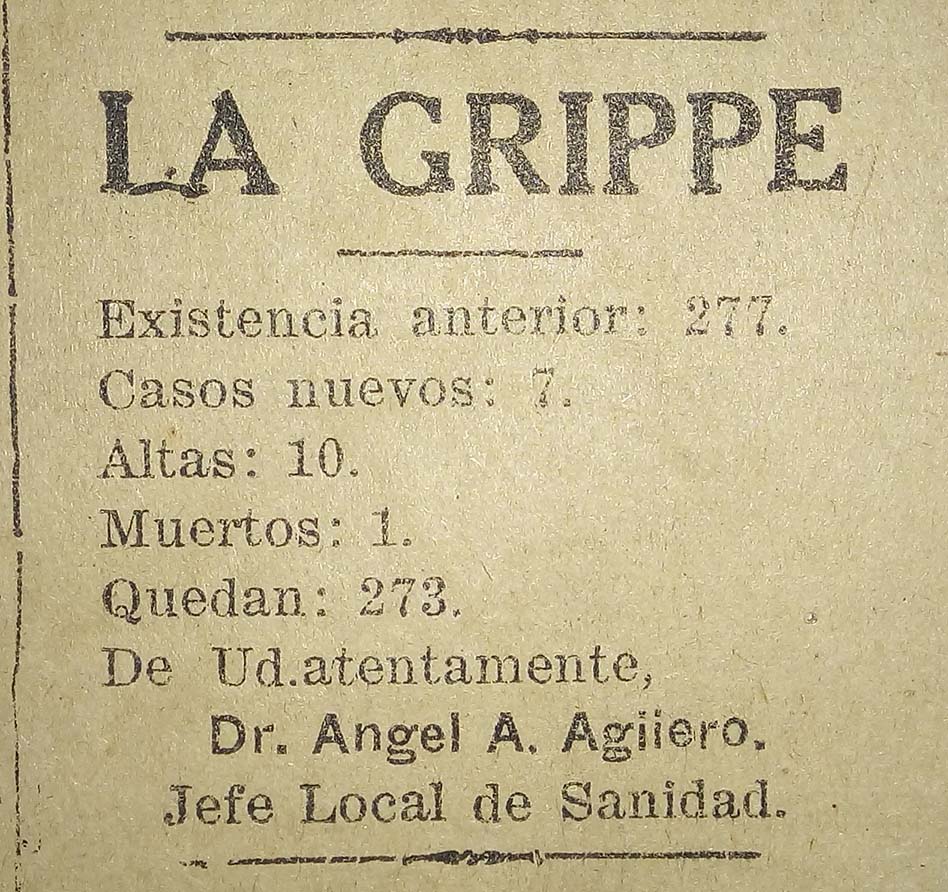 LA GRIPPE
Existencia anterior: 277.
Casos nuevos: 7.
Altas: 10.
Muertos: 1.
Quedan: 273.
De Ud.atentamente,
Dr. Angel A. Agüero.
Jefe Local de Sanidad.